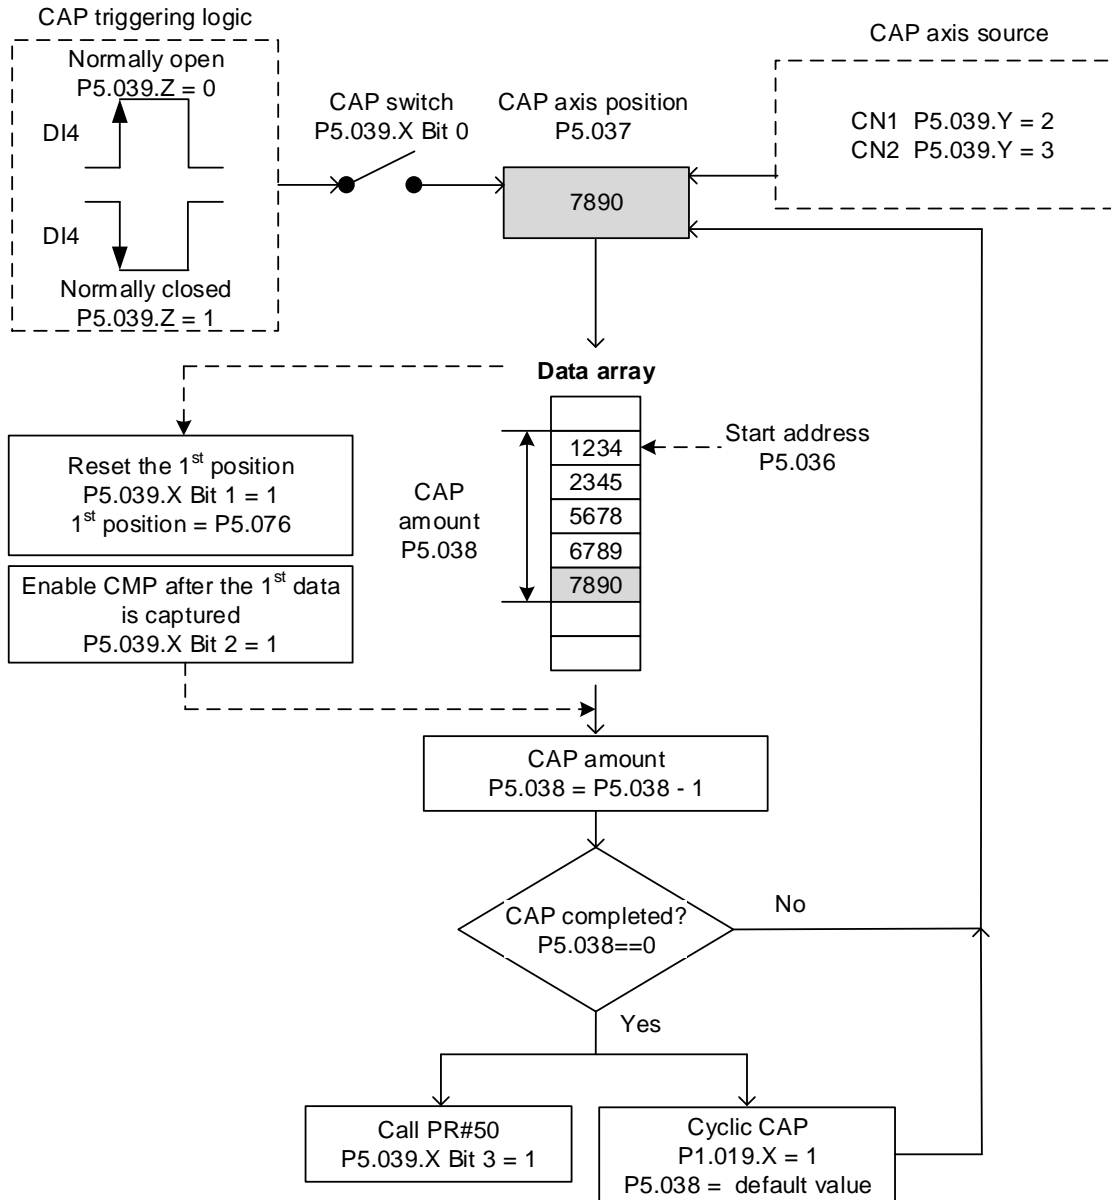 CAP triggering logic
Normally open
P5.039.Z = 0
DI4
DI4
Normally closed
P5.039.Z = 1
CAP switch
P5.039.X Bit 0
CAP axis position
P5.037
7890
CAP axis source
CN1 P5.039.Y = 2
CN2 P5.039.Y = 3
Data array
1234
2345
5678
6789
7890
Start address
P5.036
CAP
amount
P5.038
Reset the 1st position
P5.039.X Bit 1 = 1
1st position = P5.076
Enable CMP after the 1st data
is captured
P5.039.X Bit 2 = 1
CAP amount
P5.038 = P5.038 - 1
CAP completed?
P5.038==0
No
Yes
Call PR#50
P5.039.X Bit 3 = 1
Cyclic CAP
P1.019.X = 1
P5.038 = default value